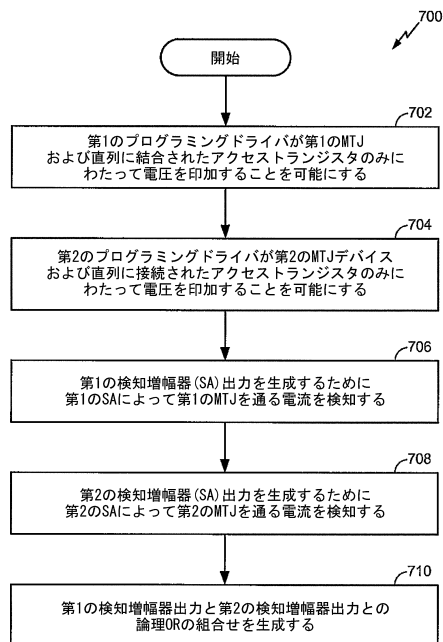 700
開始
702
第1のプログラミングドライバが第1のMTJ
および直列に結合されたアクセストランジスタのみに
わたって電圧を印加することを可能にする
704
第2のプログラミングドライバが第2のMTJデバイス
および直列に接続されたアクセストランジスタのみに
わたって電圧を印加することを可能にする
706
第1の検知増幅器(SA)出力を生成するために
第1のSAによって第1のMTJを通る電流を検知する
708
第2の検知増幅器(SA)出力を生成するために
第2のSAによって第2のMTJを通る電流を検知する
710
第1の検知増幅器出力と第2の検知増幅器出力との
論理ORの組合せを生成する